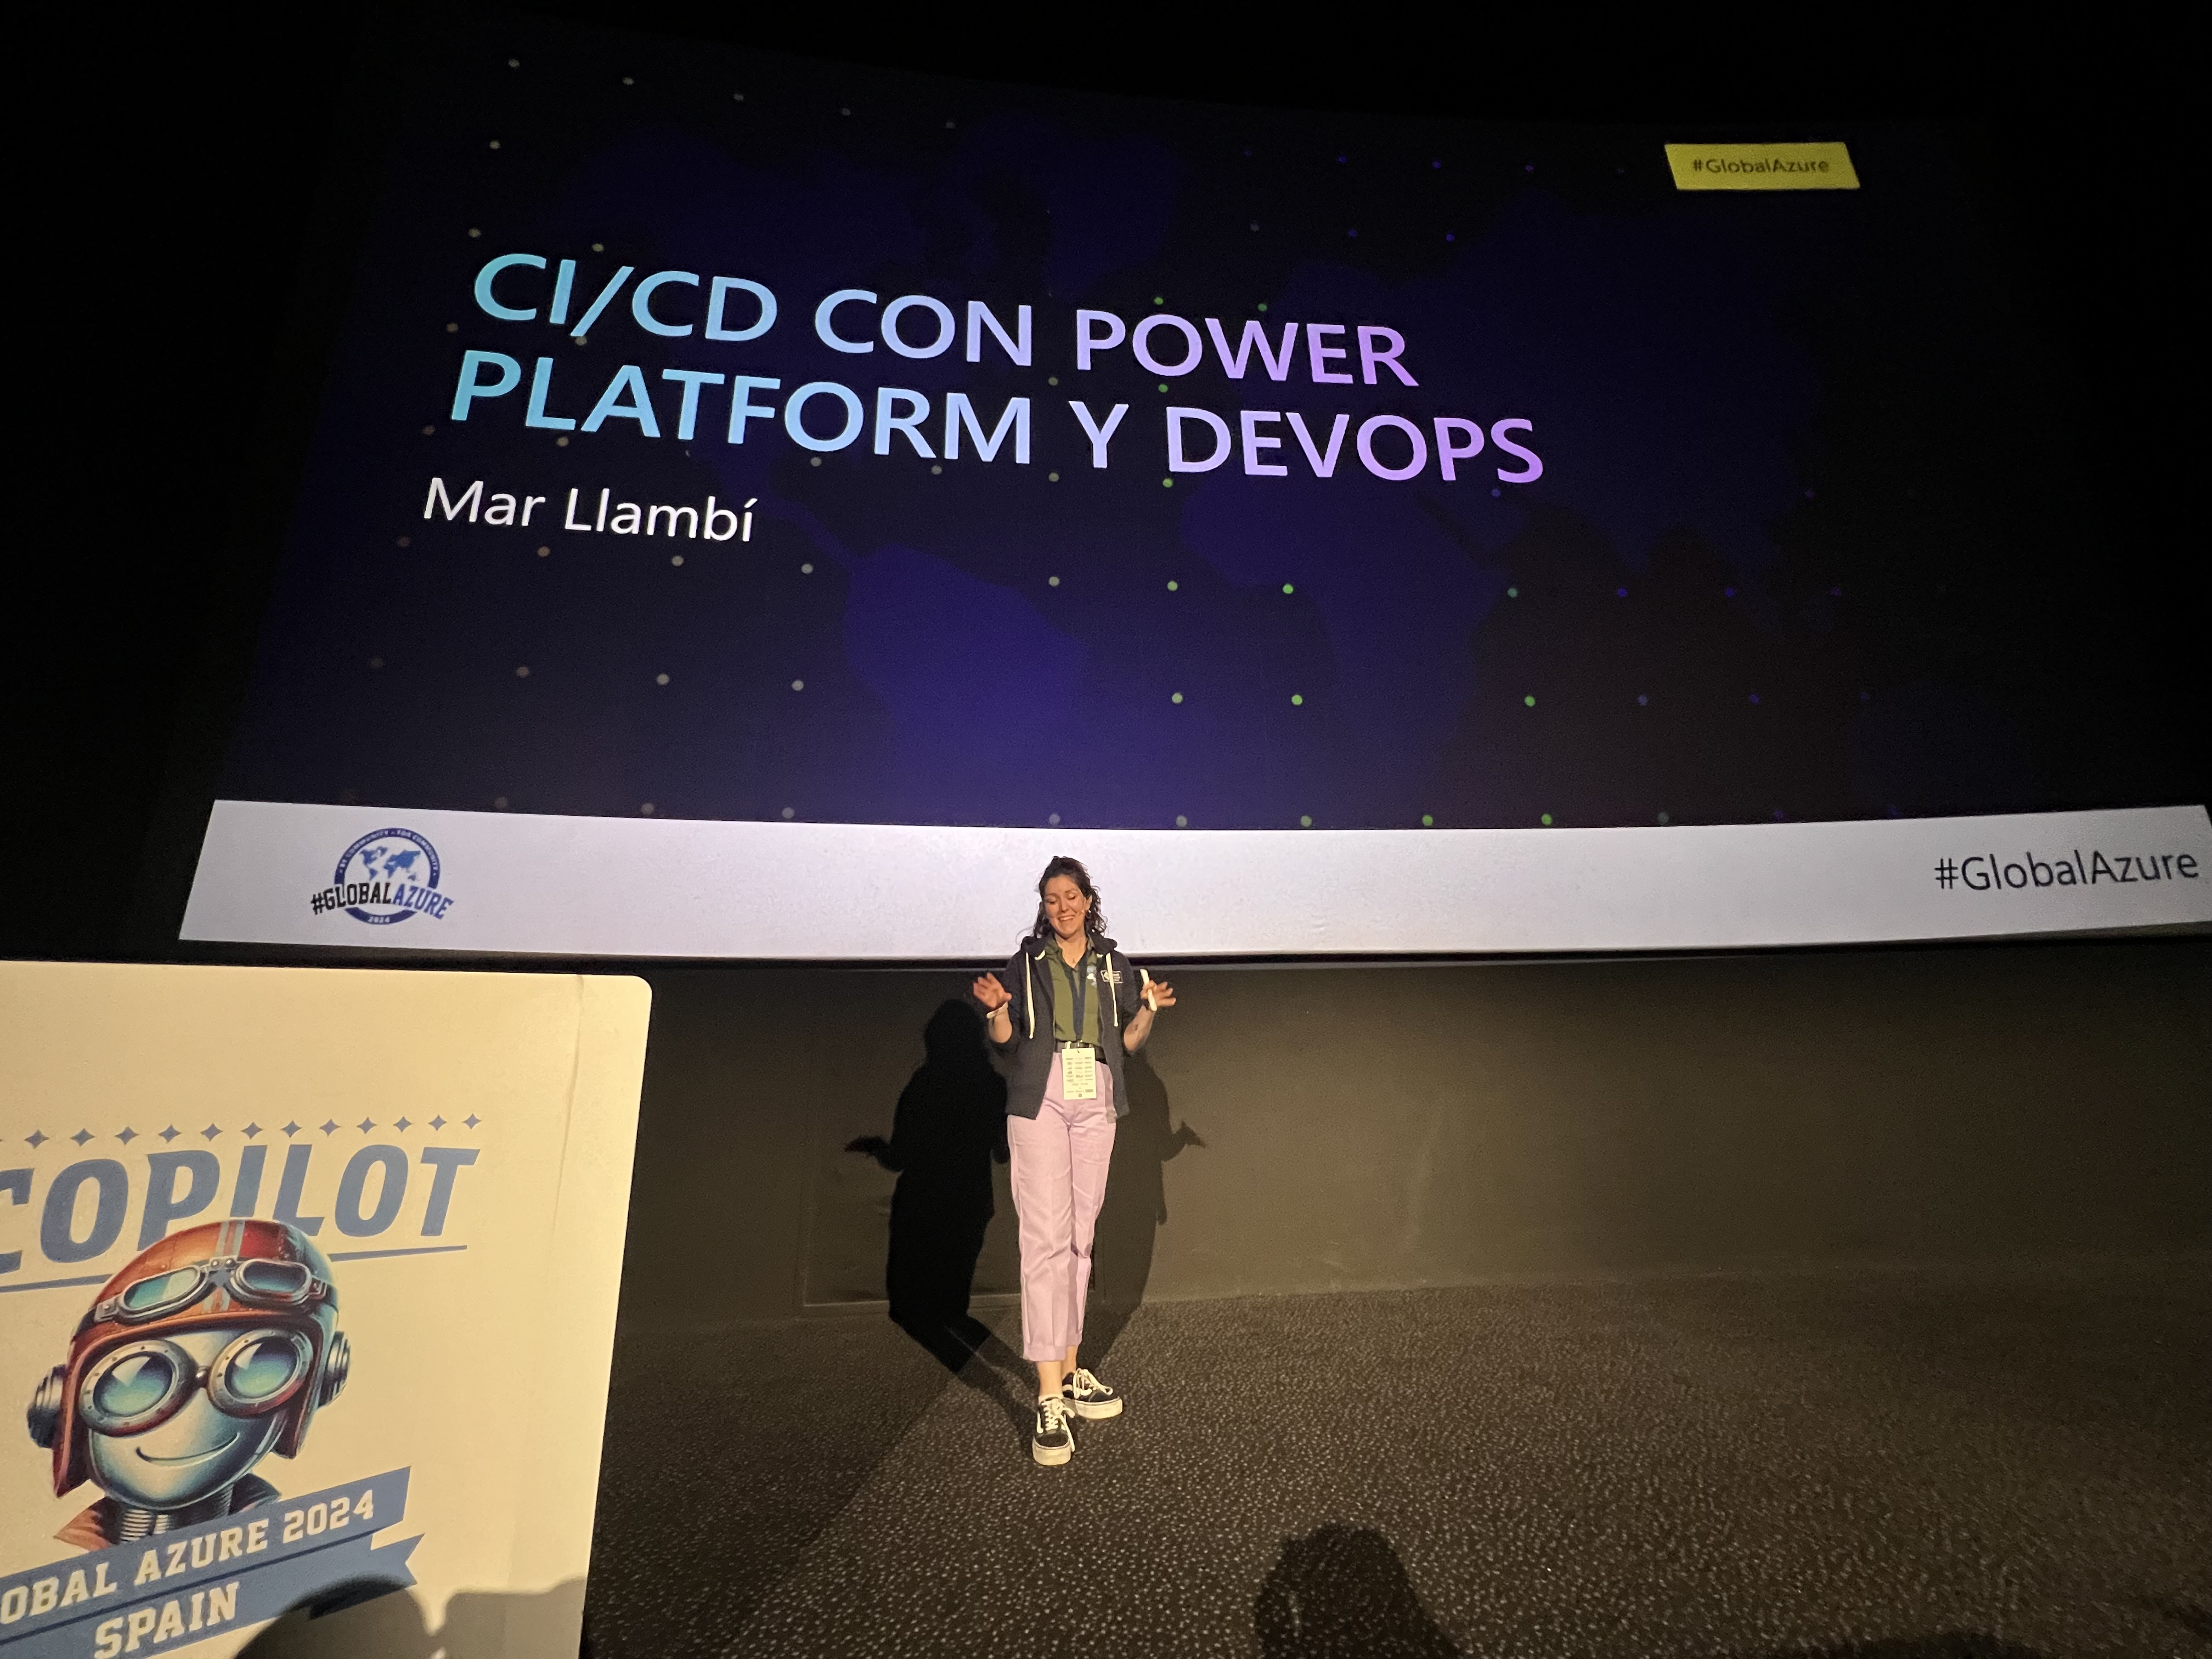 #GlobalAzure
CI/CD CON POWER
PLATFORM Y DEVOPS
Mar Llambí
#GLOBALAZURE
2024
#GlobalAzure
COPILOT
OBAL AZURE 2024
SPAIN